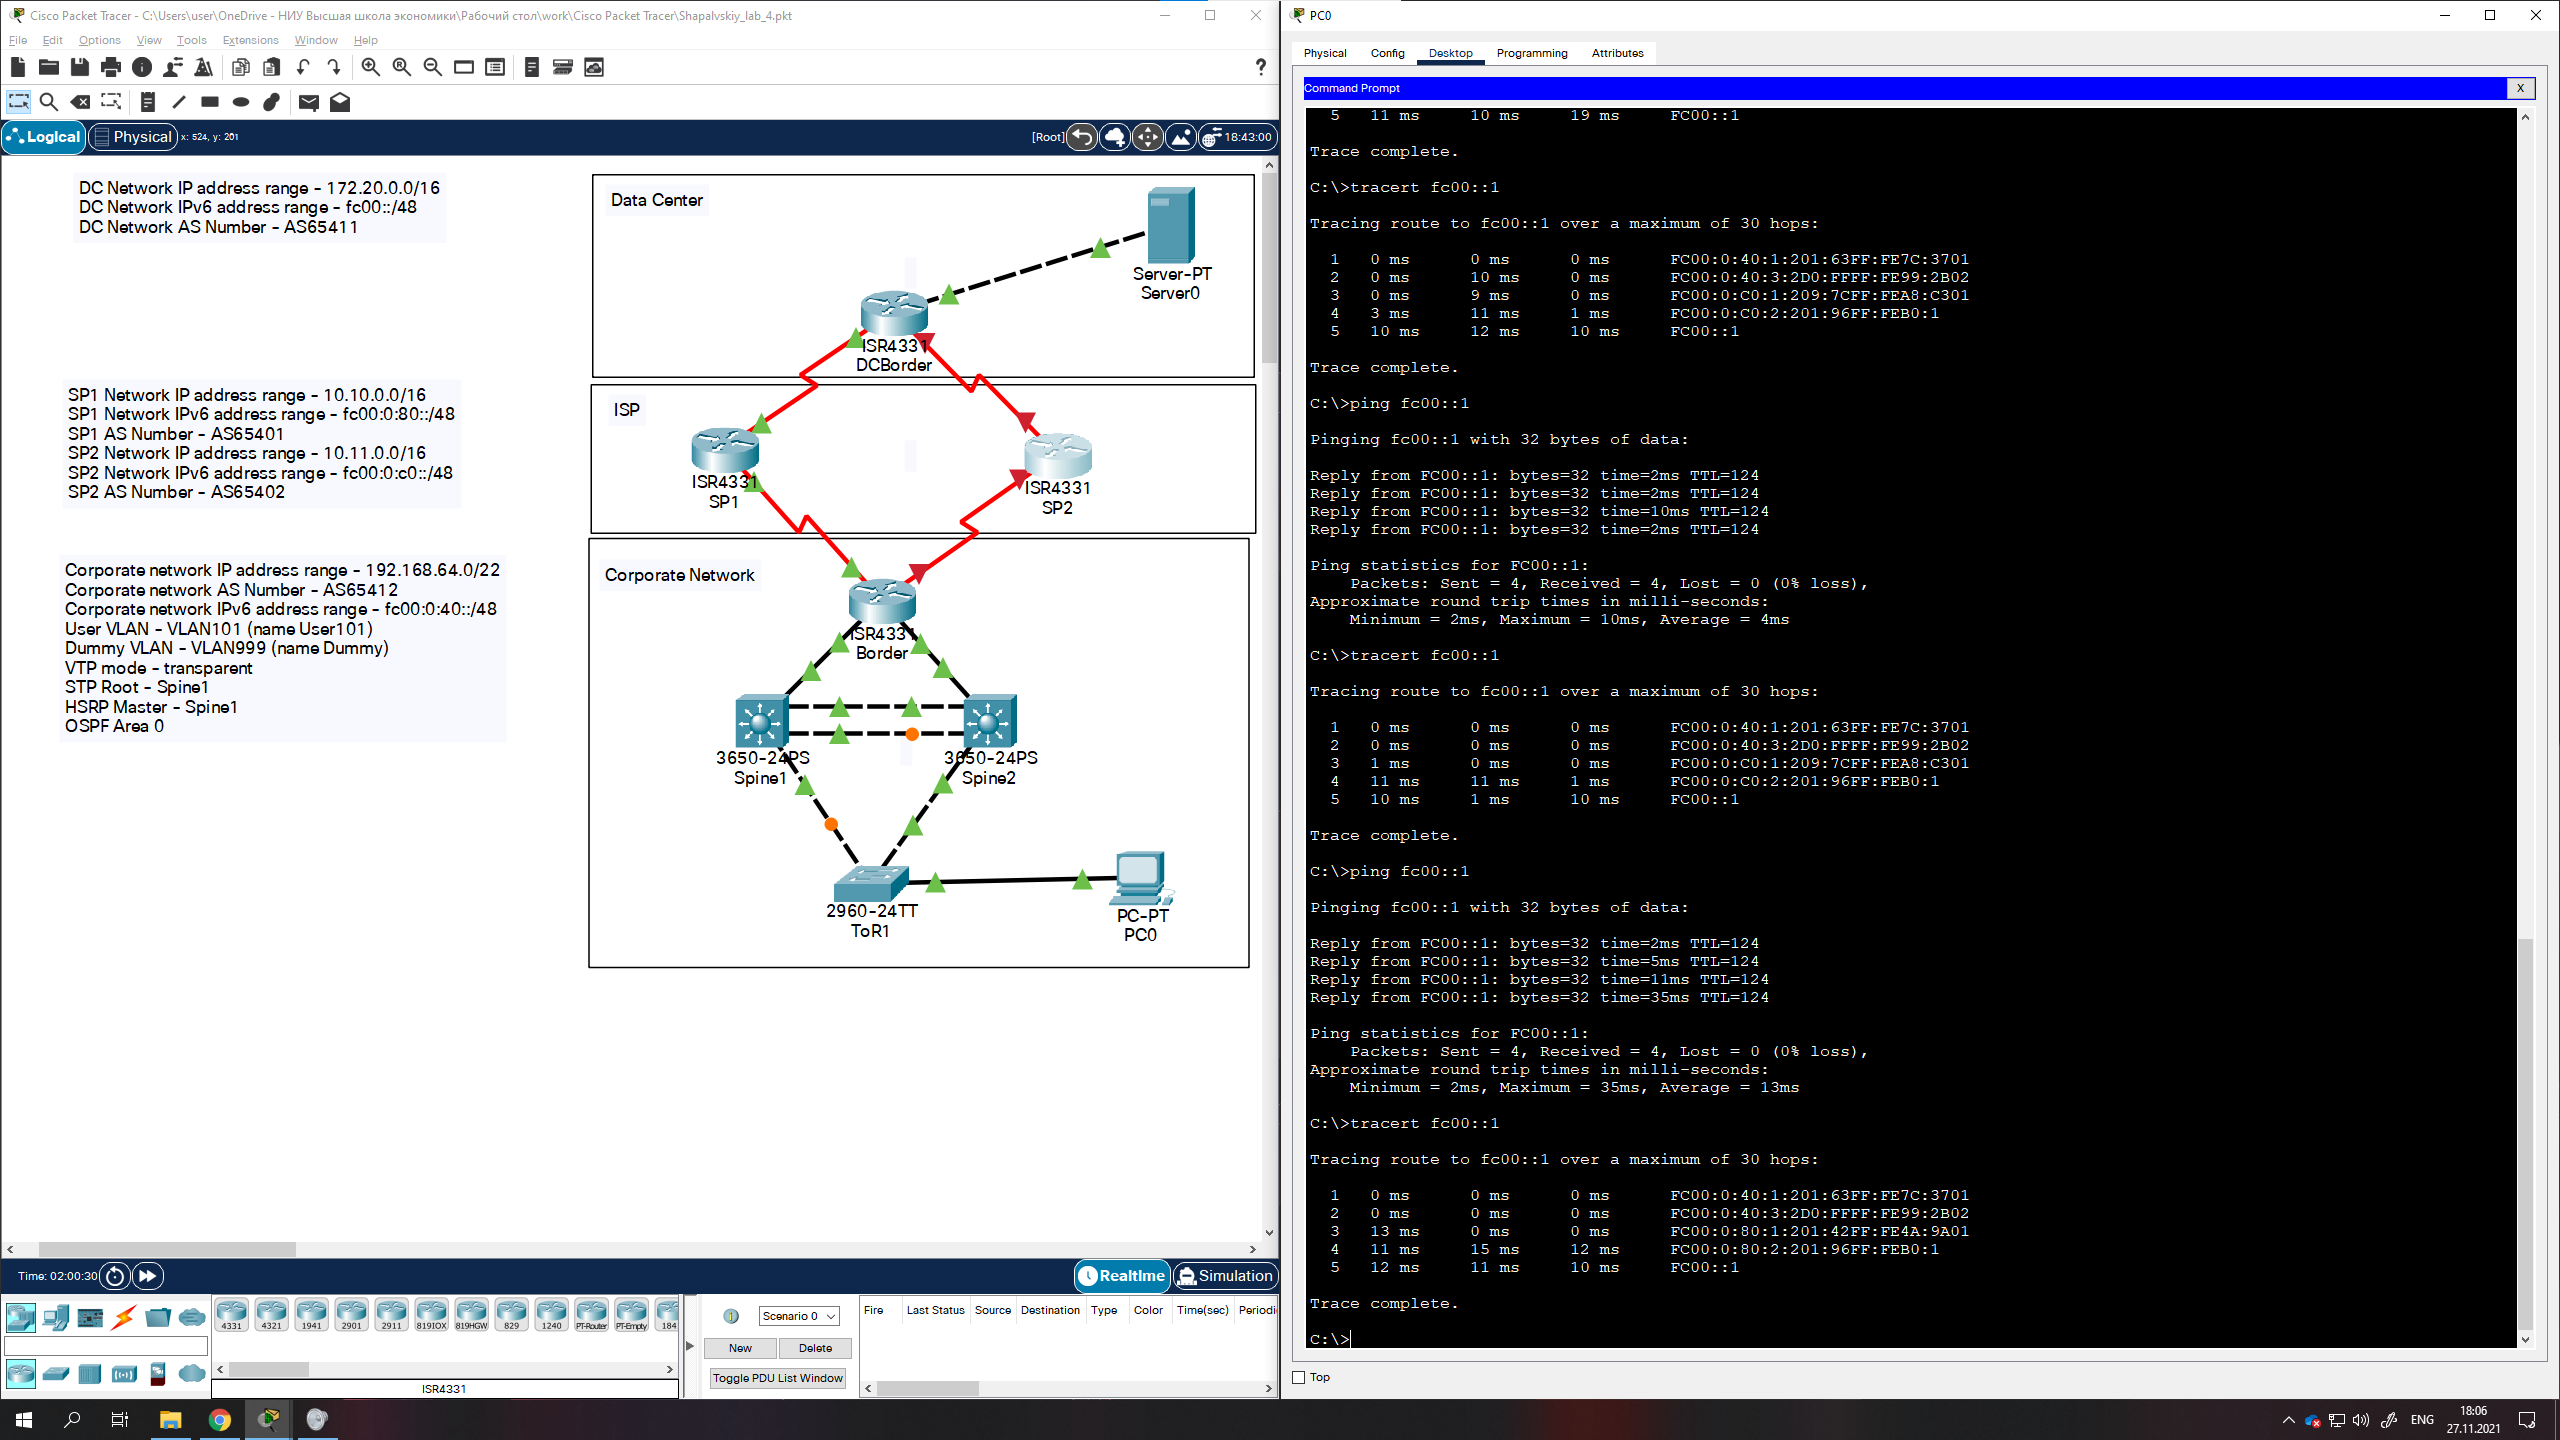 Cisco Packet Tracer - C:\Users\user\OneDrive - НИУ Высшая школа экономики\Рабочий стол\work\Cisco Packet Tracer\Shapalvskiy_lab_4.pkt
File Edit Options View Tools Extensions Window Help
?
Logical Physical x: 524, y: 201 [Root] 18:43:00
DC Network IP address range - 172.20.0.0/16
DC Network IPv6 address range - fc00::/48
DC Network AS Number - AS65411
SP1 Network IP address range - 10.10.0.0/16
SP1 Network IPv6 address range - fc00:0:80::/48
SP1 AS Number - AS65401
SP2 Network IP address range - 10.11.0.0/16
SP2 Network IPv6 address range - fc00:0:c0::/48
SP2 AS Number - AS65402
Corporate network IP address range - 192.168.64.0/22
Corporate network AS Number - AS65412
Corporate network IPv6 address range - fc00:0:40::/48
User VLAN - VLAN101 (name User101)
Dummy VLAN - VLAN999 (name Dummy)
VTP mode - transparent
STP Root - Spine1
HSRP Master - Spine1
OSPF Area 0
Data Center
Server-PT
Server0
ISR4331
DCBorder
ISP
ISR4331
SP1
ISR4331
SP2
Corporate Network
ISR4331
Border
3650-24PS
Spine1
3650-24PS
Spine2
2960-24TT
ToR1
PC-PT
PC0
Time: 02:00:30
Realtime Simulation
4331 4321 1941 2901 2911 819IOX 819HGW 829 1240 PT-Router PT-Empty 184
ISR4331
Scenario 0
New Delete
Toggle PDU List Window
Fire Last Status Source Destination Type Color Time(sec) Periodi
PC0
Physical Config Desktop Programming Attributes
Command Prompt X
5 11 ms 10 ms 19 ms FC00::1
Trace complete.
C:\>tracert fc00::1
Tracing route to fc00::1 over a maximum of 30 hops:
1 0 ms 0 ms 0 ms FC00:0:40:1:201:63FF:FE7C:3701
2 0 ms 10 ms 0 ms FC00:0:40:3:2D0:FFFF:FE99:2B02
3 0 ms 9 ms 0 ms FC00:0:C0:1:209:7CFF:FEA8:C301
4 3 ms 11 ms 1 ms FC00:0:C0:2:201:96FF:FEB0:1
5 10 ms 12 ms 10 ms FC00::1
Trace complete.
C:\>ping fc00::1
Pinging fc00::1 with 32 bytes of data:
Reply from FC00::1: bytes=32 time=2ms TTL=124
Reply from FC00::1: bytes=32 time=2ms TTL=124
Reply from FC00::1: bytes=32 time=10ms TTL=124
Reply from FC00::1: bytes=32 time=2ms TTL=124
Ping statistics for FC00::1:
Packets: Sent = 4, Received = 4, Lost = 0 (0% loss),
Approximate round trip times in milli-seconds:
Minimum = 2ms, Maximum = 10ms, Average = 4ms
C:\>tracert fc00::1
Tracing route to fc00::1 over a maximum of 30 hops:
1 0 ms 0 ms 0 ms FC00:0:40:1:201:63FF:FE7C:3701
2 0 ms 0 ms 0 ms FC00:0:40:3:2D0:FFFF:FE99:2B02
3 1 ms 0 ms 0 ms FC00:0:C0:1:209:7CFF:FEA8:C301
4 11 ms 11 ms 1 ms FC00:0:C0:2:201:96FF:FEB0:1
5 10 ms 1 ms 10 ms FC00::1
Trace complete.
C:\>ping fc00::1
Pinging fc00::1 with 32 bytes of data:
Reply from FC00::1: bytes=32 time=2ms TTL=124
Reply from FC00::1: bytes=32 time=5ms TTL=124
Reply from FC00::1: bytes=32 time=11ms TTL=124
Reply from FC00::1: bytes=32 time=35ms TTL=124
Ping statistics for FC00::1:
Packets: Sent = 4, Received = 4, Lost = 0 (0% loss),
Approximate round trip times in milli-seconds:
Minimum = 2ms, Maximum = 35ms, Average = 13ms
C:\>tracert fc00::1
Tracing route to fc00::1 over a maximum of 30 hops:
1 0 ms 0 ms 0 ms FC00:0:40:1:201:63FF:FE7C:3701
2 0 ms 0 ms 0 ms FC00:0:40:3:2D0:FFFF:FE99:2B02
3 13 ms 0 ms 0 ms FC00:0:80:1:201:42FF:FE4A:9A01
4 11 ms 15 ms 12 ms FC00:0:80:2:201:96FF:FEB0:1
5 12 ms 11 ms 10 ms FC00::1
Trace complete.
C:\>
Top
ENG
18:06
27.11.2021